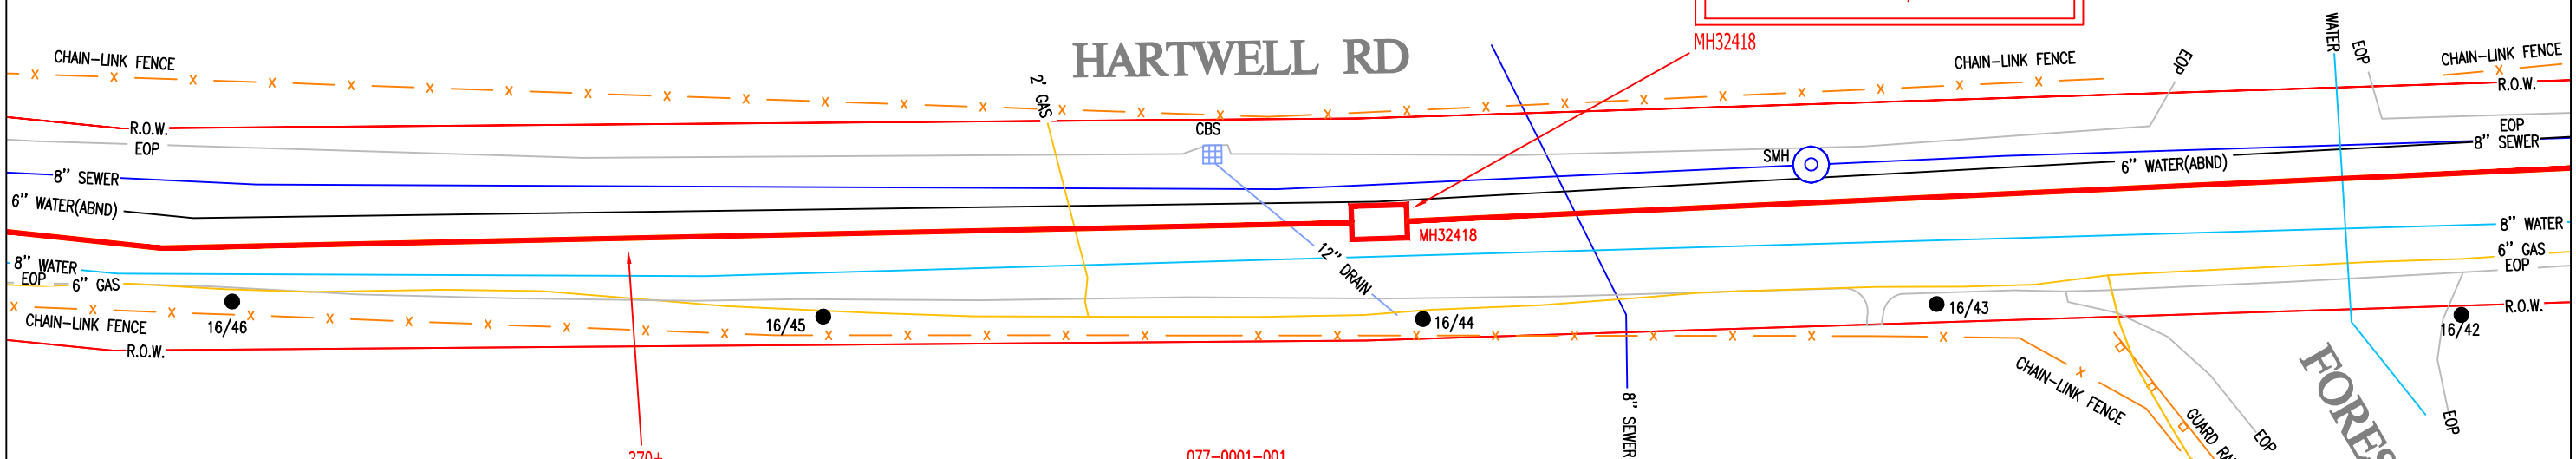 HARTWELL RD
MH32418
CHAIN-LINK FENCE
CHAIN-LINK FENCE
CHAIN-LINK FENCE
WATER
EOP
EOP
2' GAS
R.O.W.
R.O.W.
EOP
CBS
SMH
EOP
8" SEWER
8" SEWER
6" WATER(ABND)
6" WATER(ABND)
MH32418
8" WATER
8" WATER
EOP
6" GAS
6" GAS
EOP
12" DRAIN
16/46
16/45
16/44
16/43
16/42
CHAIN-LINK FENCE
R.O.W.
R.O.W.
CHAIN-LINK FENCE
8" SEWER
GUARD
EOP
EOP
270±
077-0001-001